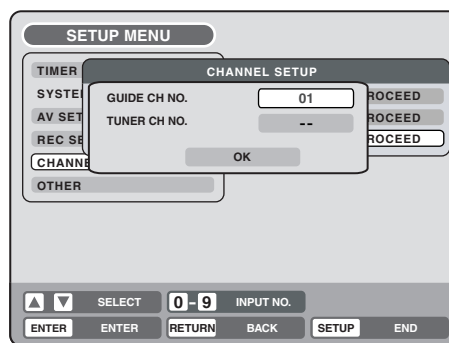 SETUP MENU
TIMER
CHANNEL SETUP
GUIDE CH NO. 01
TUNER CH NO. --
OK
AV SET
REC SE
CHANNE
OTHER
ROCEED
ROCEED
ROCEED
SELECT 0-9 INPUT NO.
ENTER ENTER RETURN BACK SETUP END